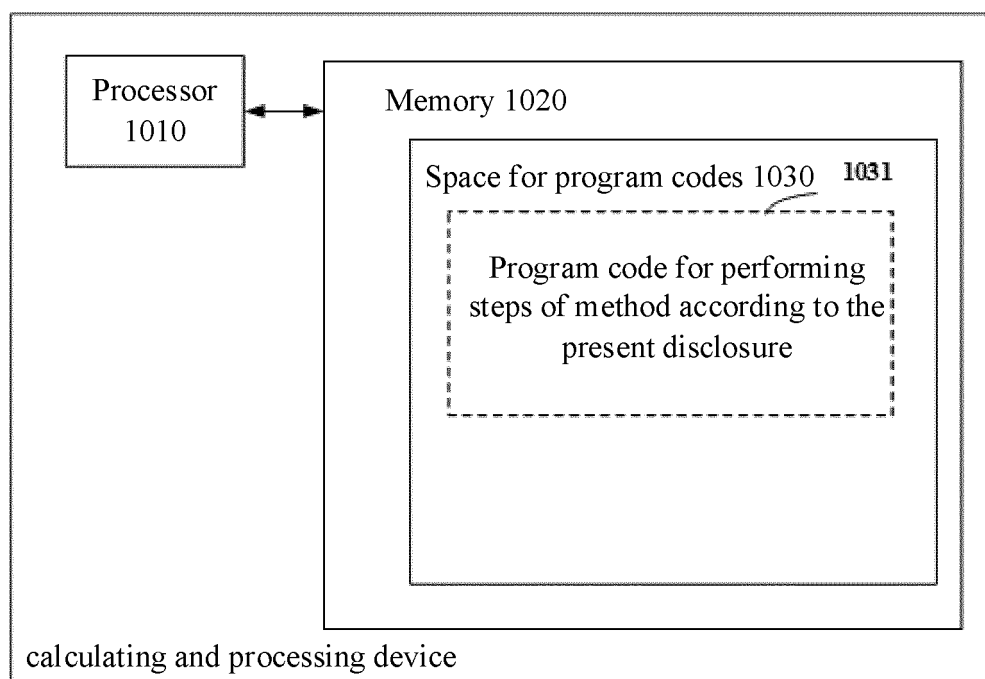 Processor
1010
Memory 1020
Space for program codes 1030 1031
Program code for performing
steps of method according to the
present disclosure
calculating and processing device